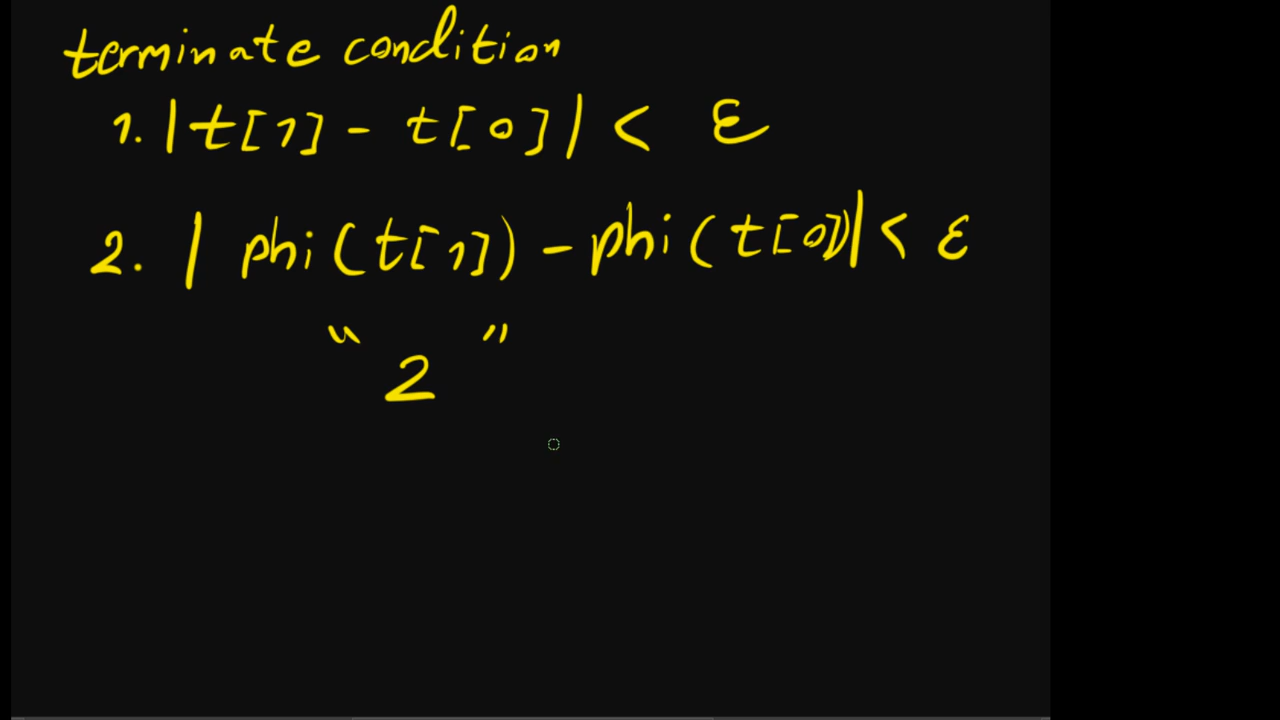 terminate condition
1. |t[1] - t[0]| < ε
2. | phi(t[1]) - phi(t[0])| < ε
“ 2 ”